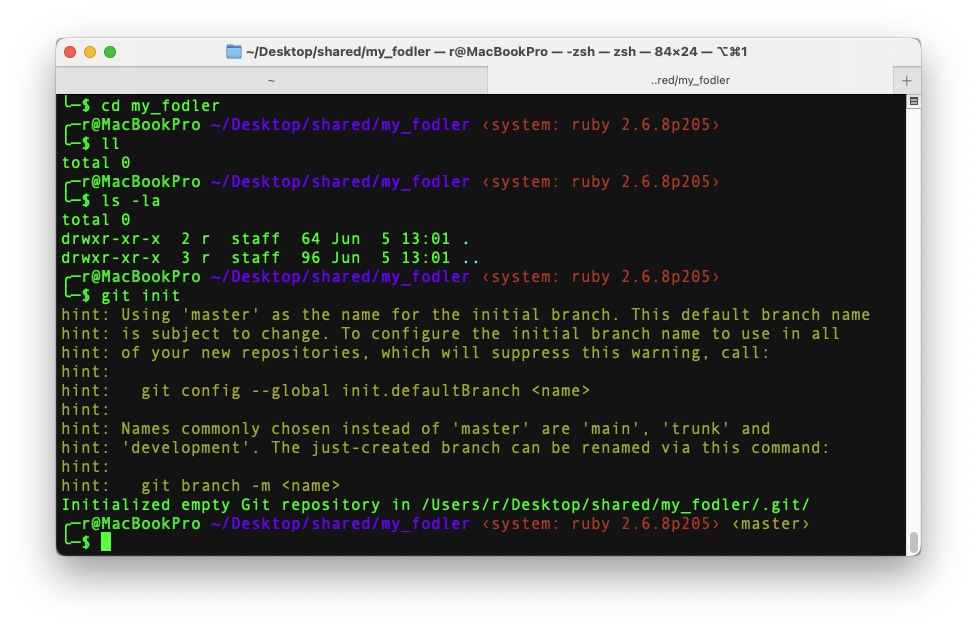 ~/Desktop/shared/my_fodler — r@MacBookPro — -zsh — zsh — 84×24 — ⌥⌘1
~
..red/my_fodler
+
╰─$ cd my_fodler
╭─r@MacBookPro ~/Desktop/shared/my_fodler ‹system: ruby 2.6.8p205›
╰─$ ll
total 0
╭─r@MacBookPro ~/Desktop/shared/my_fodler ‹system: ruby 2.6.8p205›
╰─$ ls -la
total 0
drwxr-xr-x  2 r  staff  64 Jun  5 13:01 .
drwxr-xr-x  3 r  staff  96 Jun  5 13:01 ..
╭─r@MacBookPro ~/Desktop/shared/my_fodler ‹system: ruby 2.6.8p205›
╰─$ git init
hint: Using 'master' as the name for the initial branch. This default branch name
hint: is subject to change. To configure the initial branch name to use in all
hint: of your new repositories, which will suppress this warning, call:
hint:
hint:   git config --global init.defaultBranch <name>
hint:
hint: Names commonly chosen instead of 'master' are 'main', 'trunk' and
hint: 'development'. The just-created branch can be renamed via this command:
hint:
hint:   git branch -m <name>
Initialized empty Git repository in /Users/r/Desktop/shared/my_fodler/.git/
╭─r@MacBookPro ~/Desktop/shared/my_fodler ‹system: ruby 2.6.8p205› ‹master›
╰─$